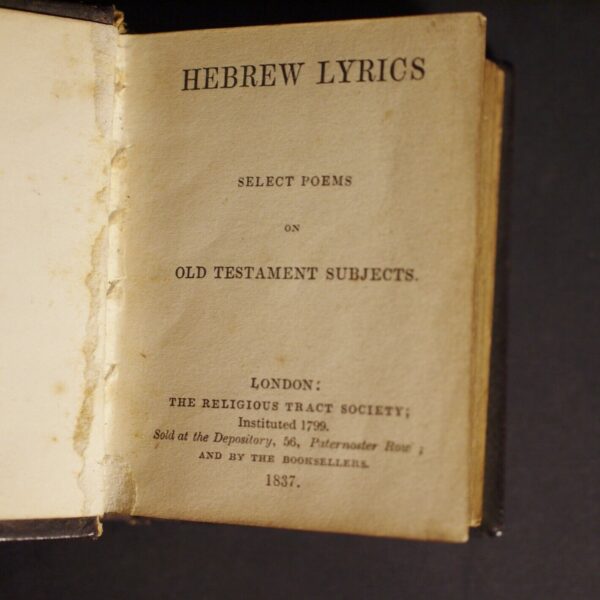 HEBREW LYRICS
SELECT POEMS
ON
OLD TESTAMENT SUBJECTS.
LONDON:
THE RELIGIOUS TRACT SOCIETY;
Instituted 1799.
Sold at the Depository, 56, Paternoster Row;
AND BY THE BOOKSELLERS.
1837.